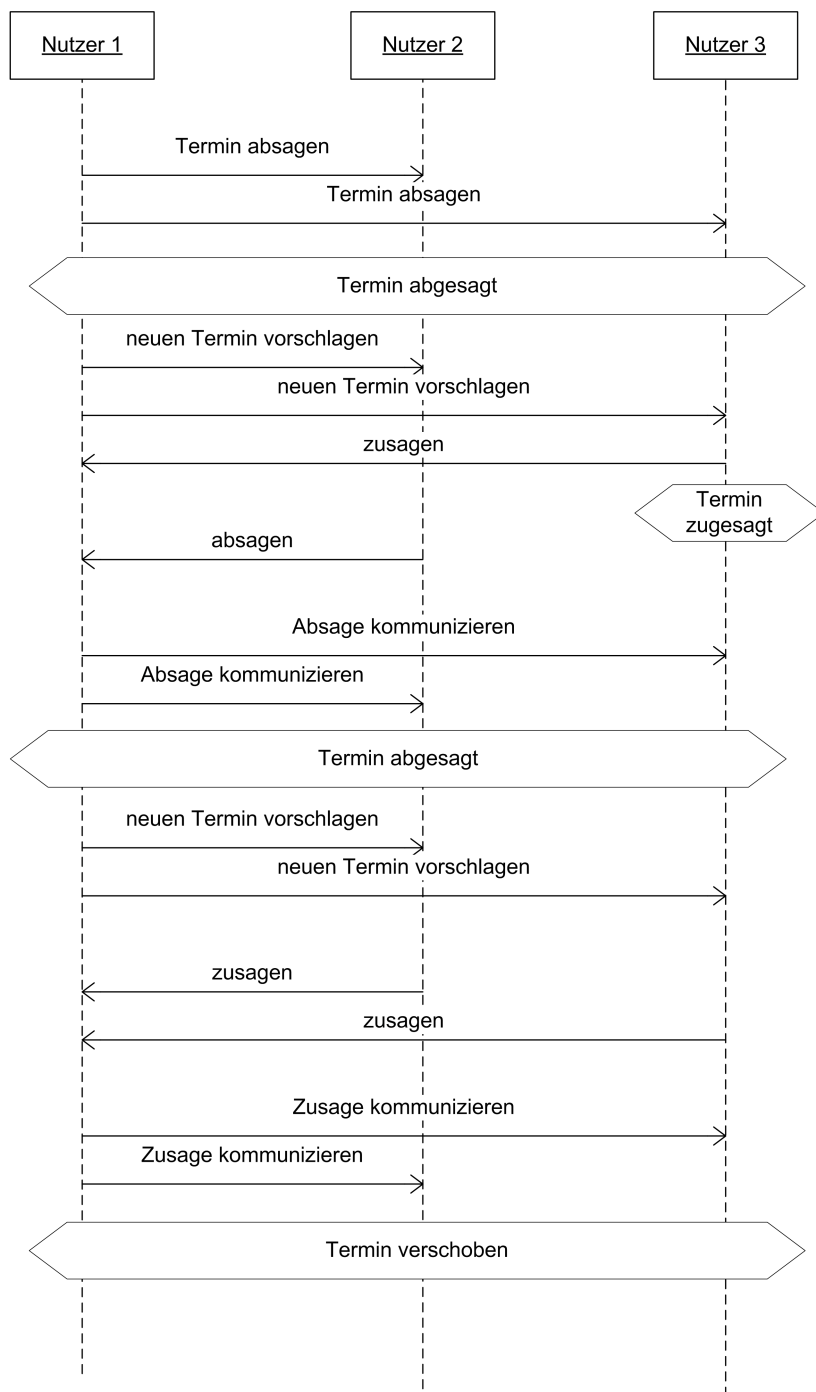 Nutzer 1
Nutzer 2
Nutzer 3
Termin absagen
Termin absagen
Termin abgesagt
neuen Termin vorschlagen
neuen Termin vorschlagen
zusagen
Termin
zugesagt
absagen
Absage kommunizieren
Absage kommunizieren
Termin abgesagt
neuen Termin vorschlagen
neuen Termin vorschlagen
zusagen
zusagen
Zusage kommunizieren
Zusage kommunizieren
Termin verschoben